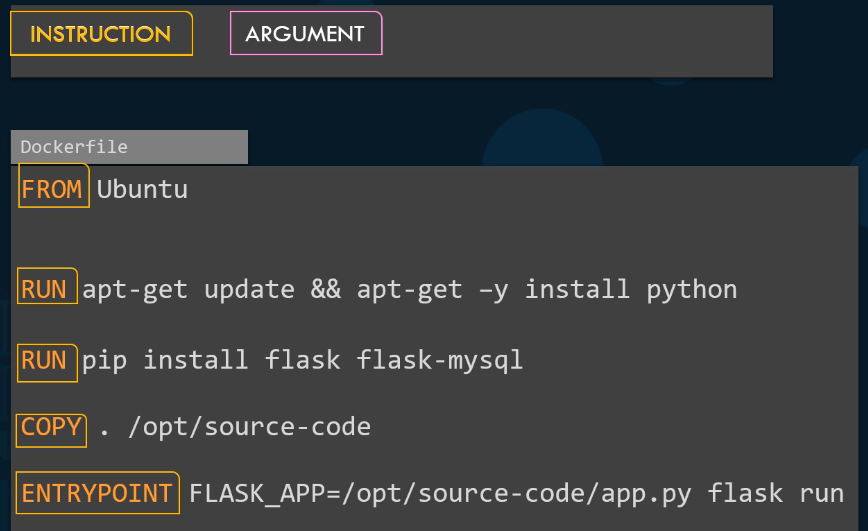 INSTRUCTION ARGUMENT
Dockerfile
FROM Ubuntu
RUN apt-get update && apt-get –y install python
RUN pip install flask flask-mysql
COPY . /opt/source-code
ENTRYPOINT FLASK_APP=/opt/source-code/app.py flask run